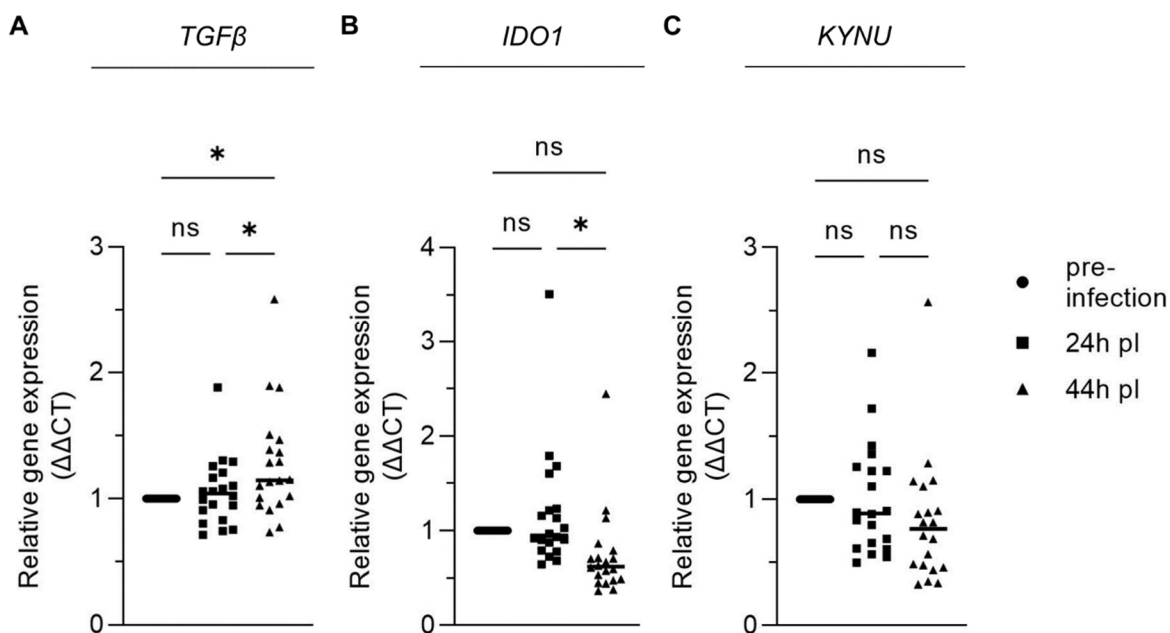 A
TGFβ
B
IDO1
C
KYNU
*
ns
ns
ns
*
ns
*
ns
ns
Relative gene expression
(ΔΔCT)
3
2
1
0
Relative gene expression
(ΔΔCT)
4
3
2
1
0
Relative gene expression
(ΔΔCT)
3
2
1
0
pre-
infection
24h pI
44h pI